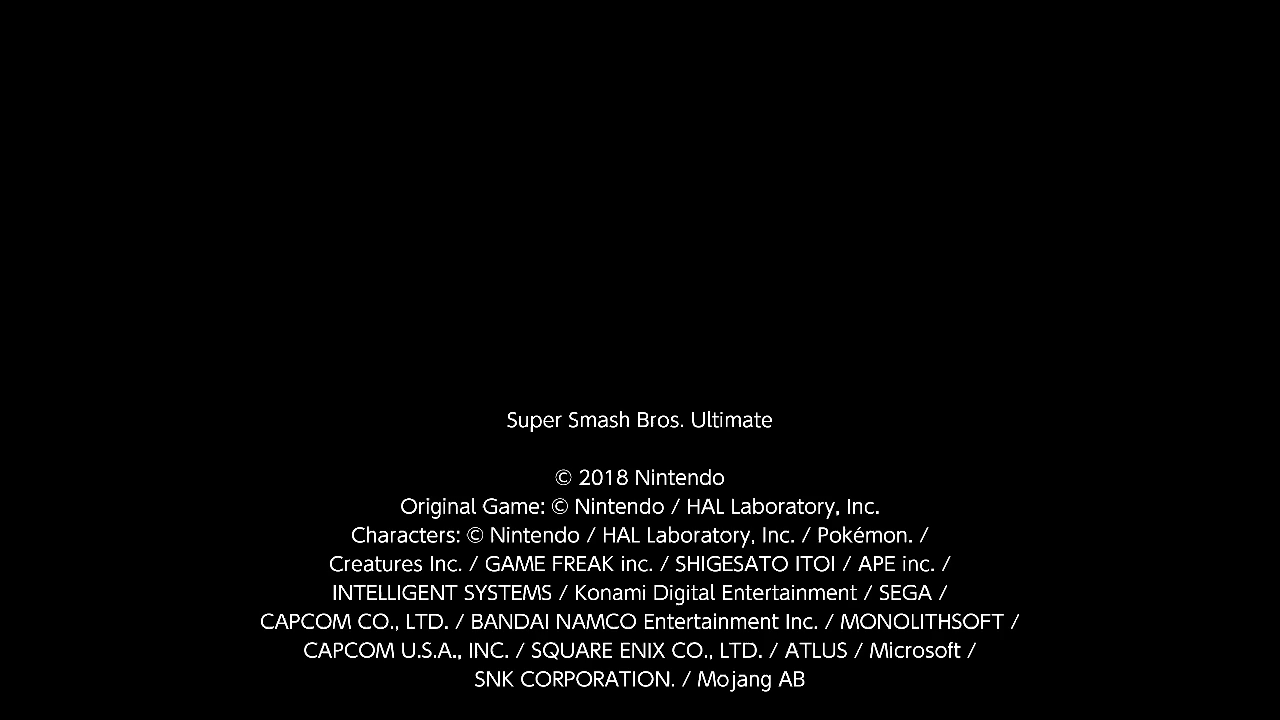 Super Smash Bros. Ultimate
© 2018 Nintendo
Original Game: © Nintendo / HAL Laboratory, Inc.
Characters: © Nintendo / HAL Laboratory, Inc. / Pokémon. /
Creatures Inc. / GAME FREAK inc. / SHIGESATO ITOI / APE inc. /
INTELLIGENT SYSTEMS / Konami Digital Entertainment / SEGA /
CAPCOM CO., LTD. / BANDAI NAMCO Entertainment Inc. / MONOLITHSOFT /
CAPCOM U.S.A., INC. / SQUARE ENIX CO., LTD. / ATLUS / Microsoft /
SNK CORPORATION. / Mojang AB